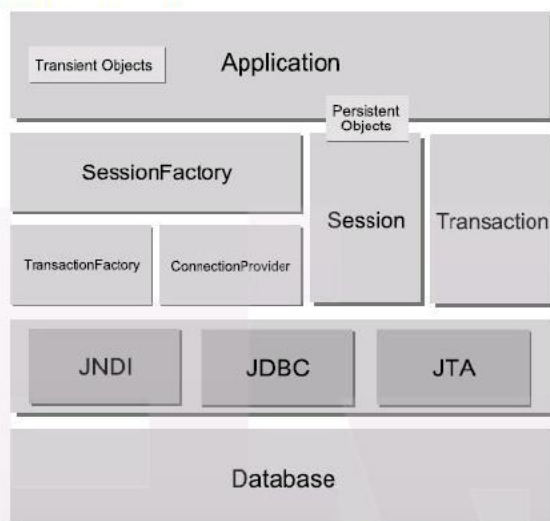 Transient Objects
Application
Persistent
Objects
SessionFactory
Session
Transaction
TransactionFactory
ConnectionProvider
JNDI
JDBC
JTA
Database